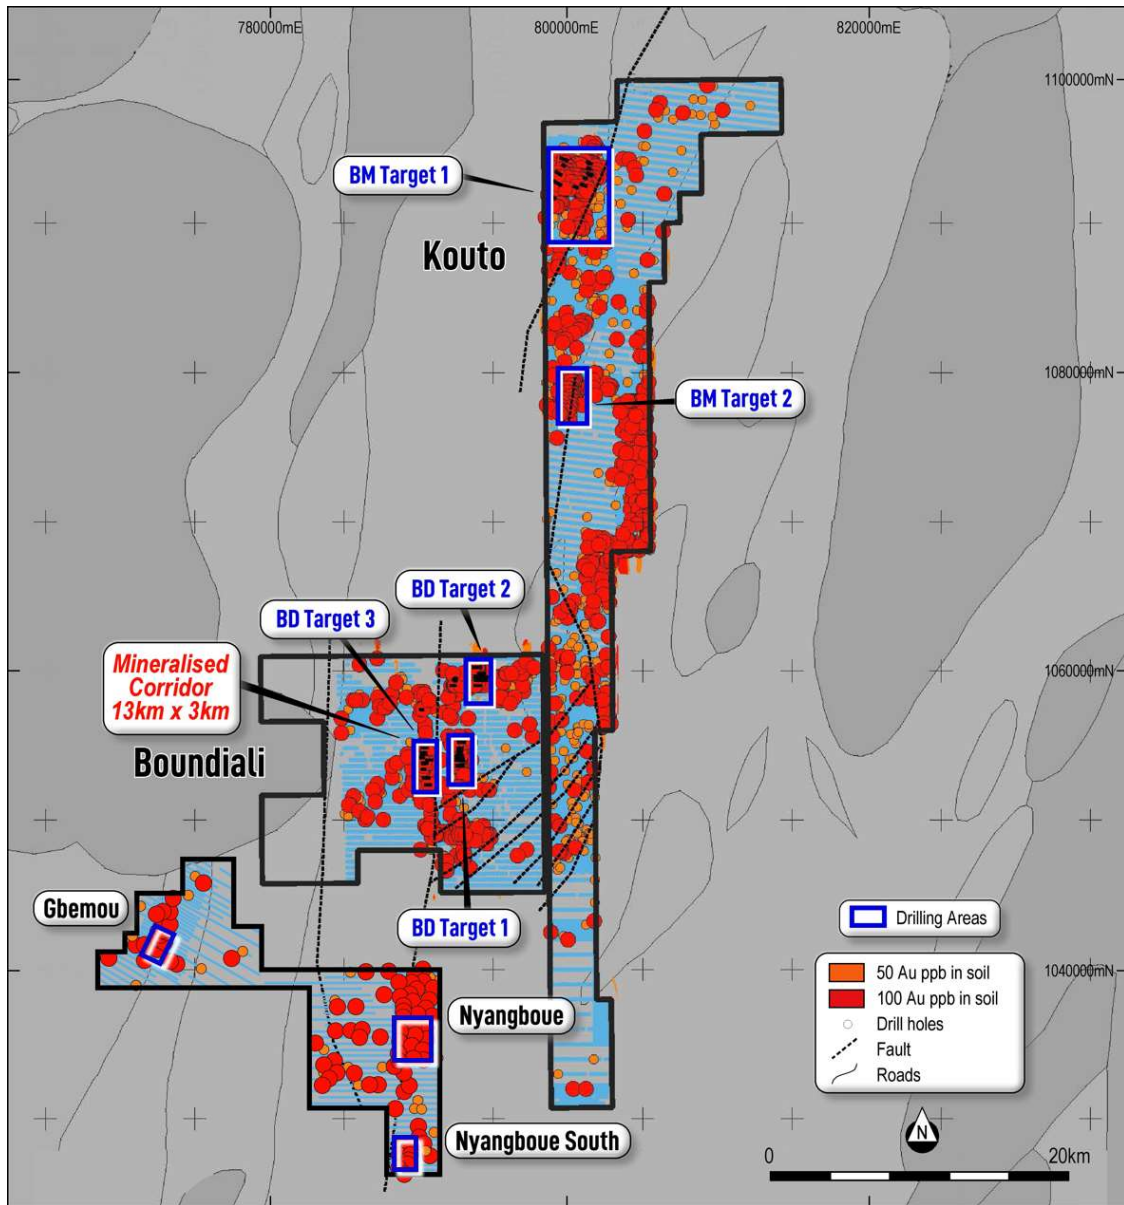 780000mE
800000mE
820000mE
1100000mN
BM Target 1
Kouto
1080000mN
BM Target 2
BD Target 2
BD Target 3
Mineralised
Corridor
13km x 3km
1060000mN
Boundiali
Gbemou
BD Target 1
Drilling Areas
50 Au ppb in soil
100 Au ppb in soil
Drill holes
Fault
Roads
1040000mN
Nyangboue
Nyangboue South
N
0
20km